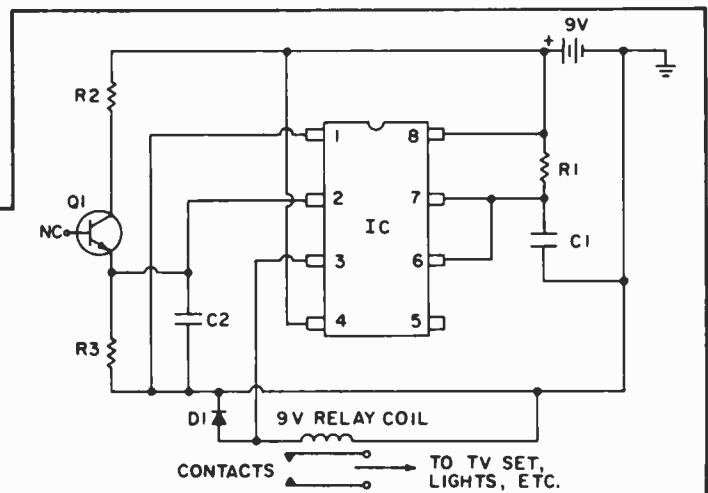 + 9V
R2
1 8
R1
Q1
2 7
NC
IC
C1
3 6
C2
4 5
R3
D1 9V RELAY COIL
CONTACTS
TO TV SET,
LIGHTS, ETC.